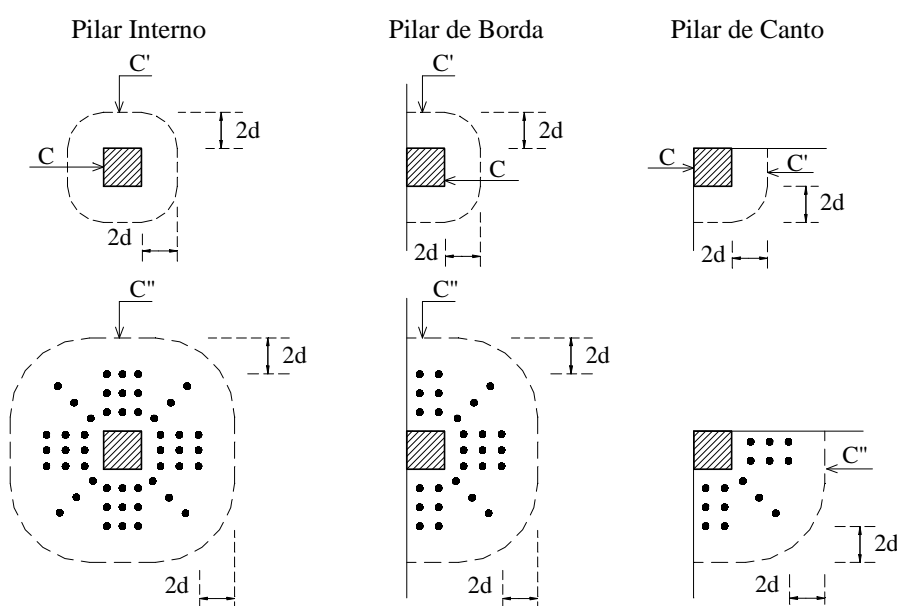 Pilar Interno Pilar de Borda Pilar de Canto
C' C' 
2d 2d
C C C C'
2d
2d 2d 2d
C" C"
2d 2d
C"
2d
2d 2d 2d